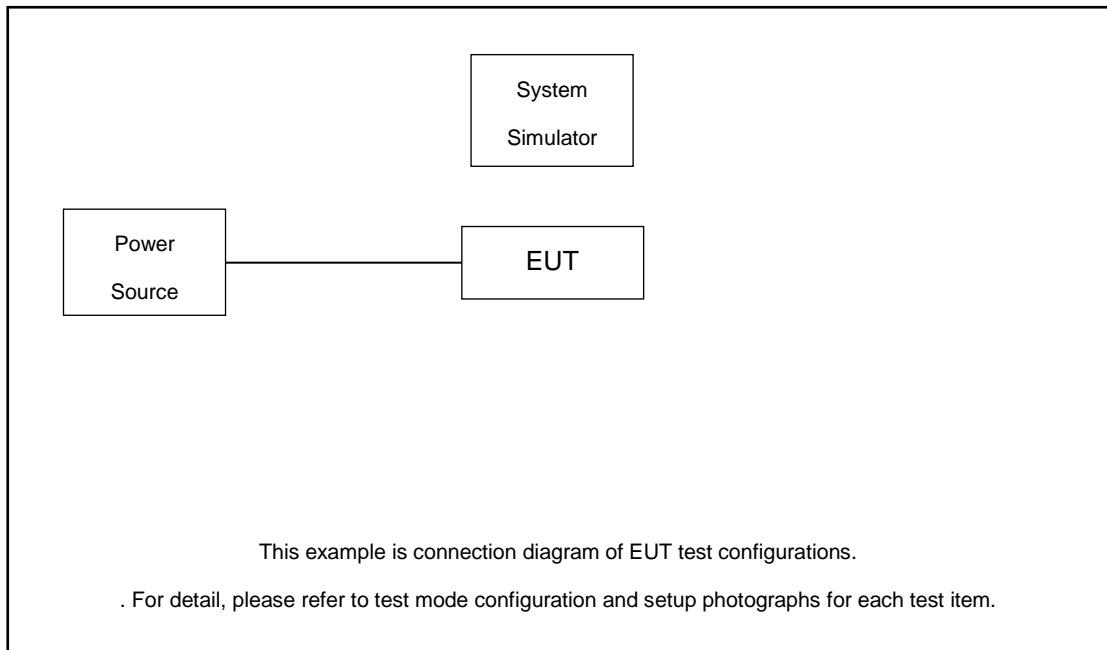 System
Simulator
Power
Source
EUT
This example is connection diagram of EUT test configurations.
. For detail, please refer to test mode configuration and setup photographs for each test item.